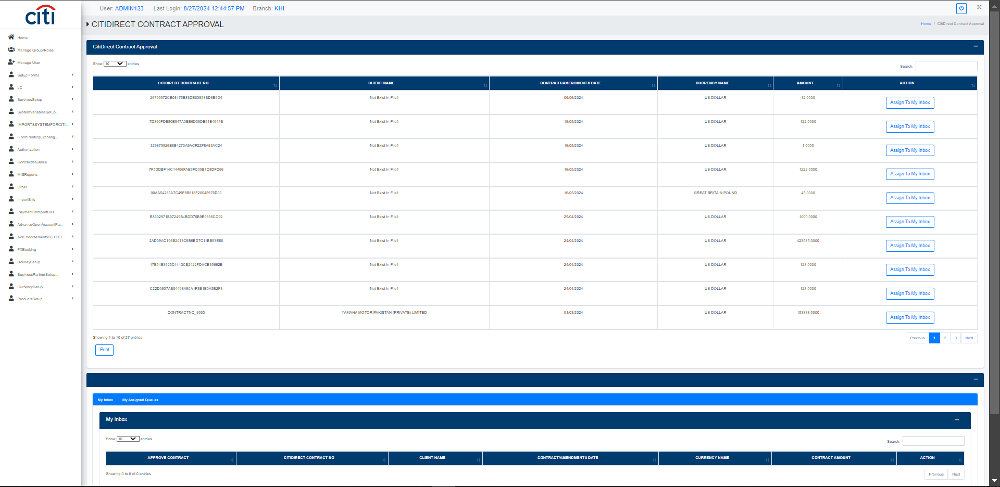 citi
User: ADMIN123 Last Login: 8/27/2024 12:44:57 PM Branch: KHI
CITIDIRECT CONTRACT APPROVAL
Home / CitiDirect Contract Approval
Home
Manage Group/Roles
Manage User
Setup Forms
LC
ServicesSetup
SystemVariablesSetup...
IMPORTSSYSTEMFORCITI...
IFormPrintingExchang...
Authorization
ContractIssuance
MISReports
Other
ImportBills
PaymentOfImportBills...
AdvanceOpenAccountPa...
AWEndorsementsSGTEEI...
FXBooking
HolidaySetup
BusinessPartnerSetup...
CurrencySetup
ProductsSetup
CitiDirect Contract Approval
Show 10 entries
Search:
CITIDIRECT CONTRACT NO CLIENT NAME CONTRACT/AMENDMENTS DATE CURRENCY NAME AMOUNT ACTION
26799372CE08475B83DE03858BD8B9D4 Not Exist In File1 06/06/2024 US DOLLAR 12.0000 Assign To My Inbox
7D860FDB80E947A0BE6D06DB61E4944B Not Exist In File1 16/05/2024 US DOLLAR 122.0000 Assign To My Inbox
329875626E8B4270A9ACF22F8A63AC24 Not Exist In File1 16/05/2024 US DOLLAR 1.0000 Assign To My Inbox
7F5DDBF14C14496FAE3FC05B1C8DFD66 Not Exist In File1 16/05/2024 US DOLLAR 1222.0000 Assign To My Inbox
00AA54285A7C49F8B818F26045976D05 Not Exist In File1 16/05/2024 GREAT BRITAIN POUND 45.0000 Assign To My Inbox
E8302971B07249B4BDD70B9E9336CC92 Not Exist In File1 25/04/2024 US DOLLAR 1000.0000 Assign To My Inbox
2AD09AC196B2413C9B6ED7C11BB93E60 Not Exist In File1 24/04/2024 US DOLLAR 423535.0000 Assign To My Inbox
17B54E3925C4413CB2422FDACE35662E Not Exist In File1 24/04/2024 US DOLLAR 123.0000 Assign To My Inbox
C22D0637AB54498A90A1F3B1E0A5B2F3 Not Exist In File1 24/04/2024 US DOLLAR 123.0000 Assign To My Inbox
CONTRACTNO_6003 YAMAHA MOTOR PAKISTAN (PRIVATE) LIMITED 01/03/2024 US DOLLAR 153838.0000 Assign To My Inbox
Showing 1 to 10 of 27 entries
Previous 1 2 3 Next
Print
My Inbox My Assigned Queues
My Inbox
Show 10 entries
Search:
APPROVE CONTRACT CITIDIRECT CONTRACT NO CLIENT NAME CONTRACT/AMENDMENTS DATE CURRENCY NAME CONTRACT AMOUNT ACTION
Showing 0 to 0 of 0 entries
Previous Next